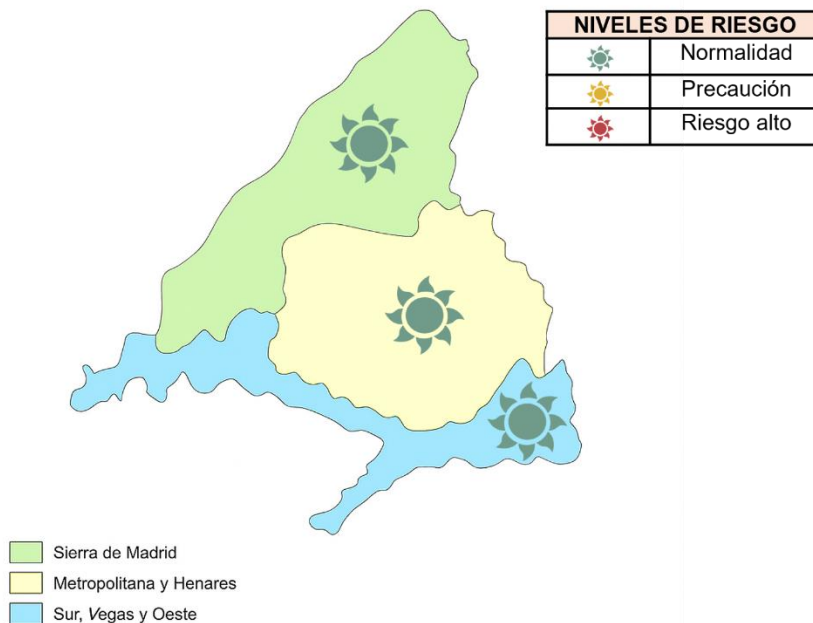 NIVELES DE RIESGO
Normalidad
Precaución
Riesgo alto
Sierra de Madrid
Metropolitana y Henares
Sur, Vegas y Oeste